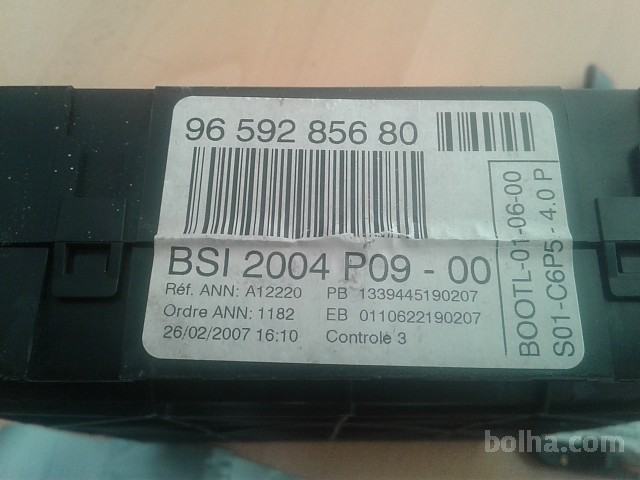 96 592 856 80
BSI 2004 P09 - 00
Réf. ANN: A12220 PB 1339445190207
Ordre ANN: 1182 EB 0110622190207
26/02/2007 16:10 Controle 3
BOOTL-01-06-00
S01-C6P5 - 4.0 P
bolha.com